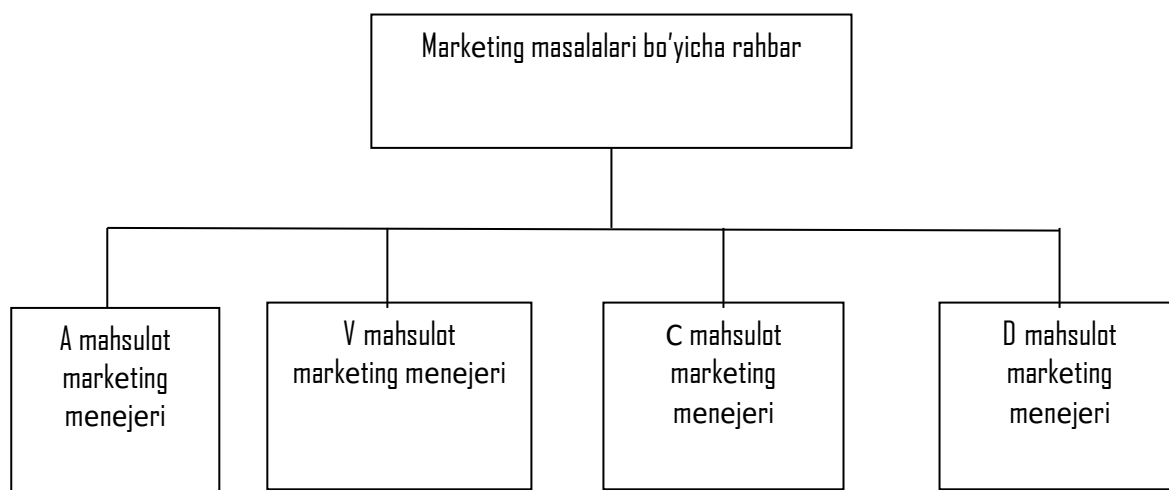 Marketing masalalari bo'yicha rahbar
A mahsulot
marketing
menejeri
V mahsulot
marketing menejeri
C mahsulot
marketing
menejeri
D mahsulot
marketing
menejeri